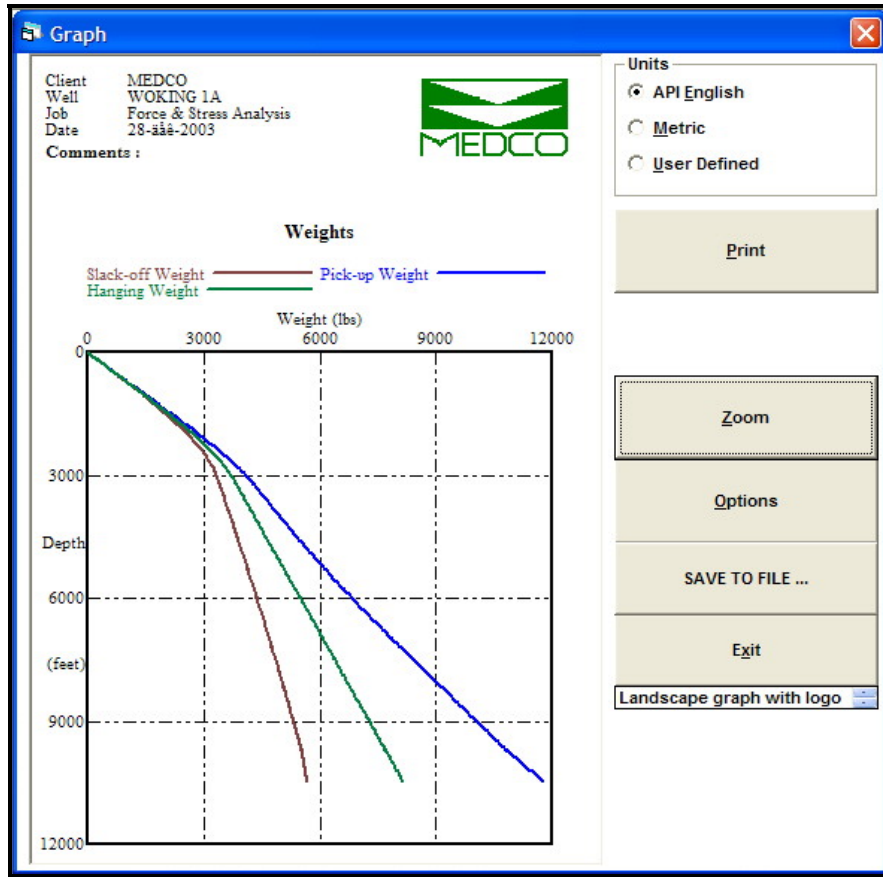 Graph
Client MEDCO
Well WOKING 1A
Job Force & Stress Analysis
Date 28-äåê-2003
Comments :
MEDCO
Weights
Slack-off Weight Pick-up Weight
Hanging Weight
Weight (lbs)
0 3000 6000 9000 12000
0
3000
Depth
6000
(feet)
9000
12000
Units
API English
Metric
User Defined
Print
Zoom
Options
SAVE TO FILE ...
Exit
Landscape graph with logo